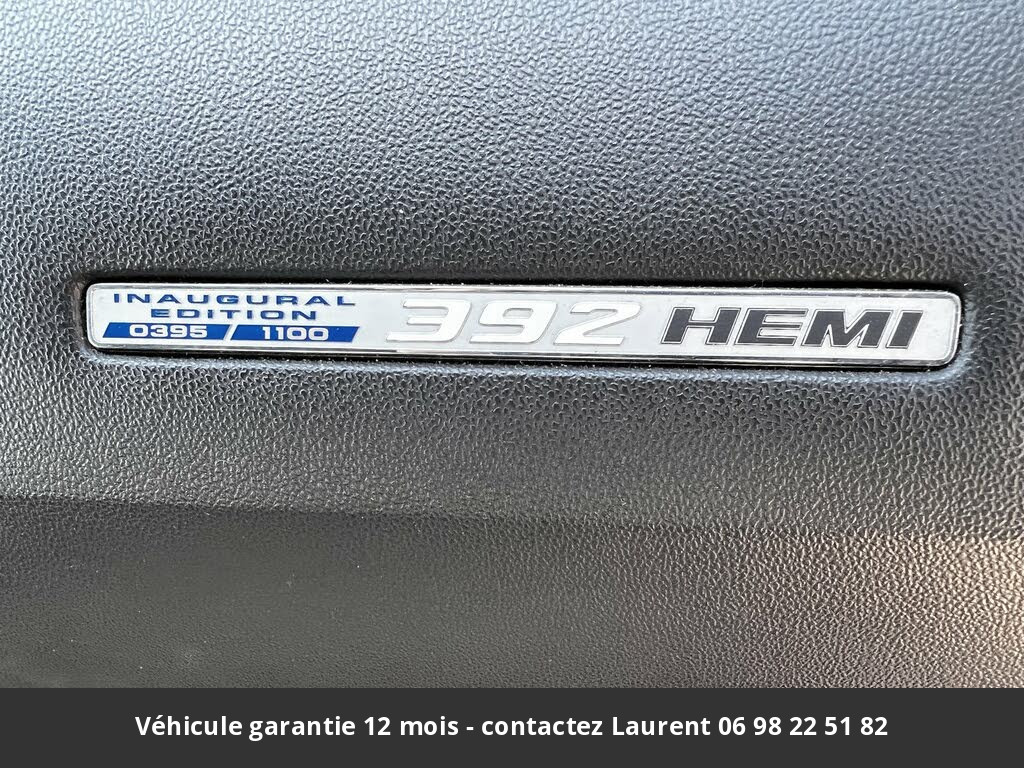 INAUGURAL
EDITION
0395 / 1100
392 HEMI
Véhicule garantie 12 mois - contactez Laurent 06 98 22 51 82